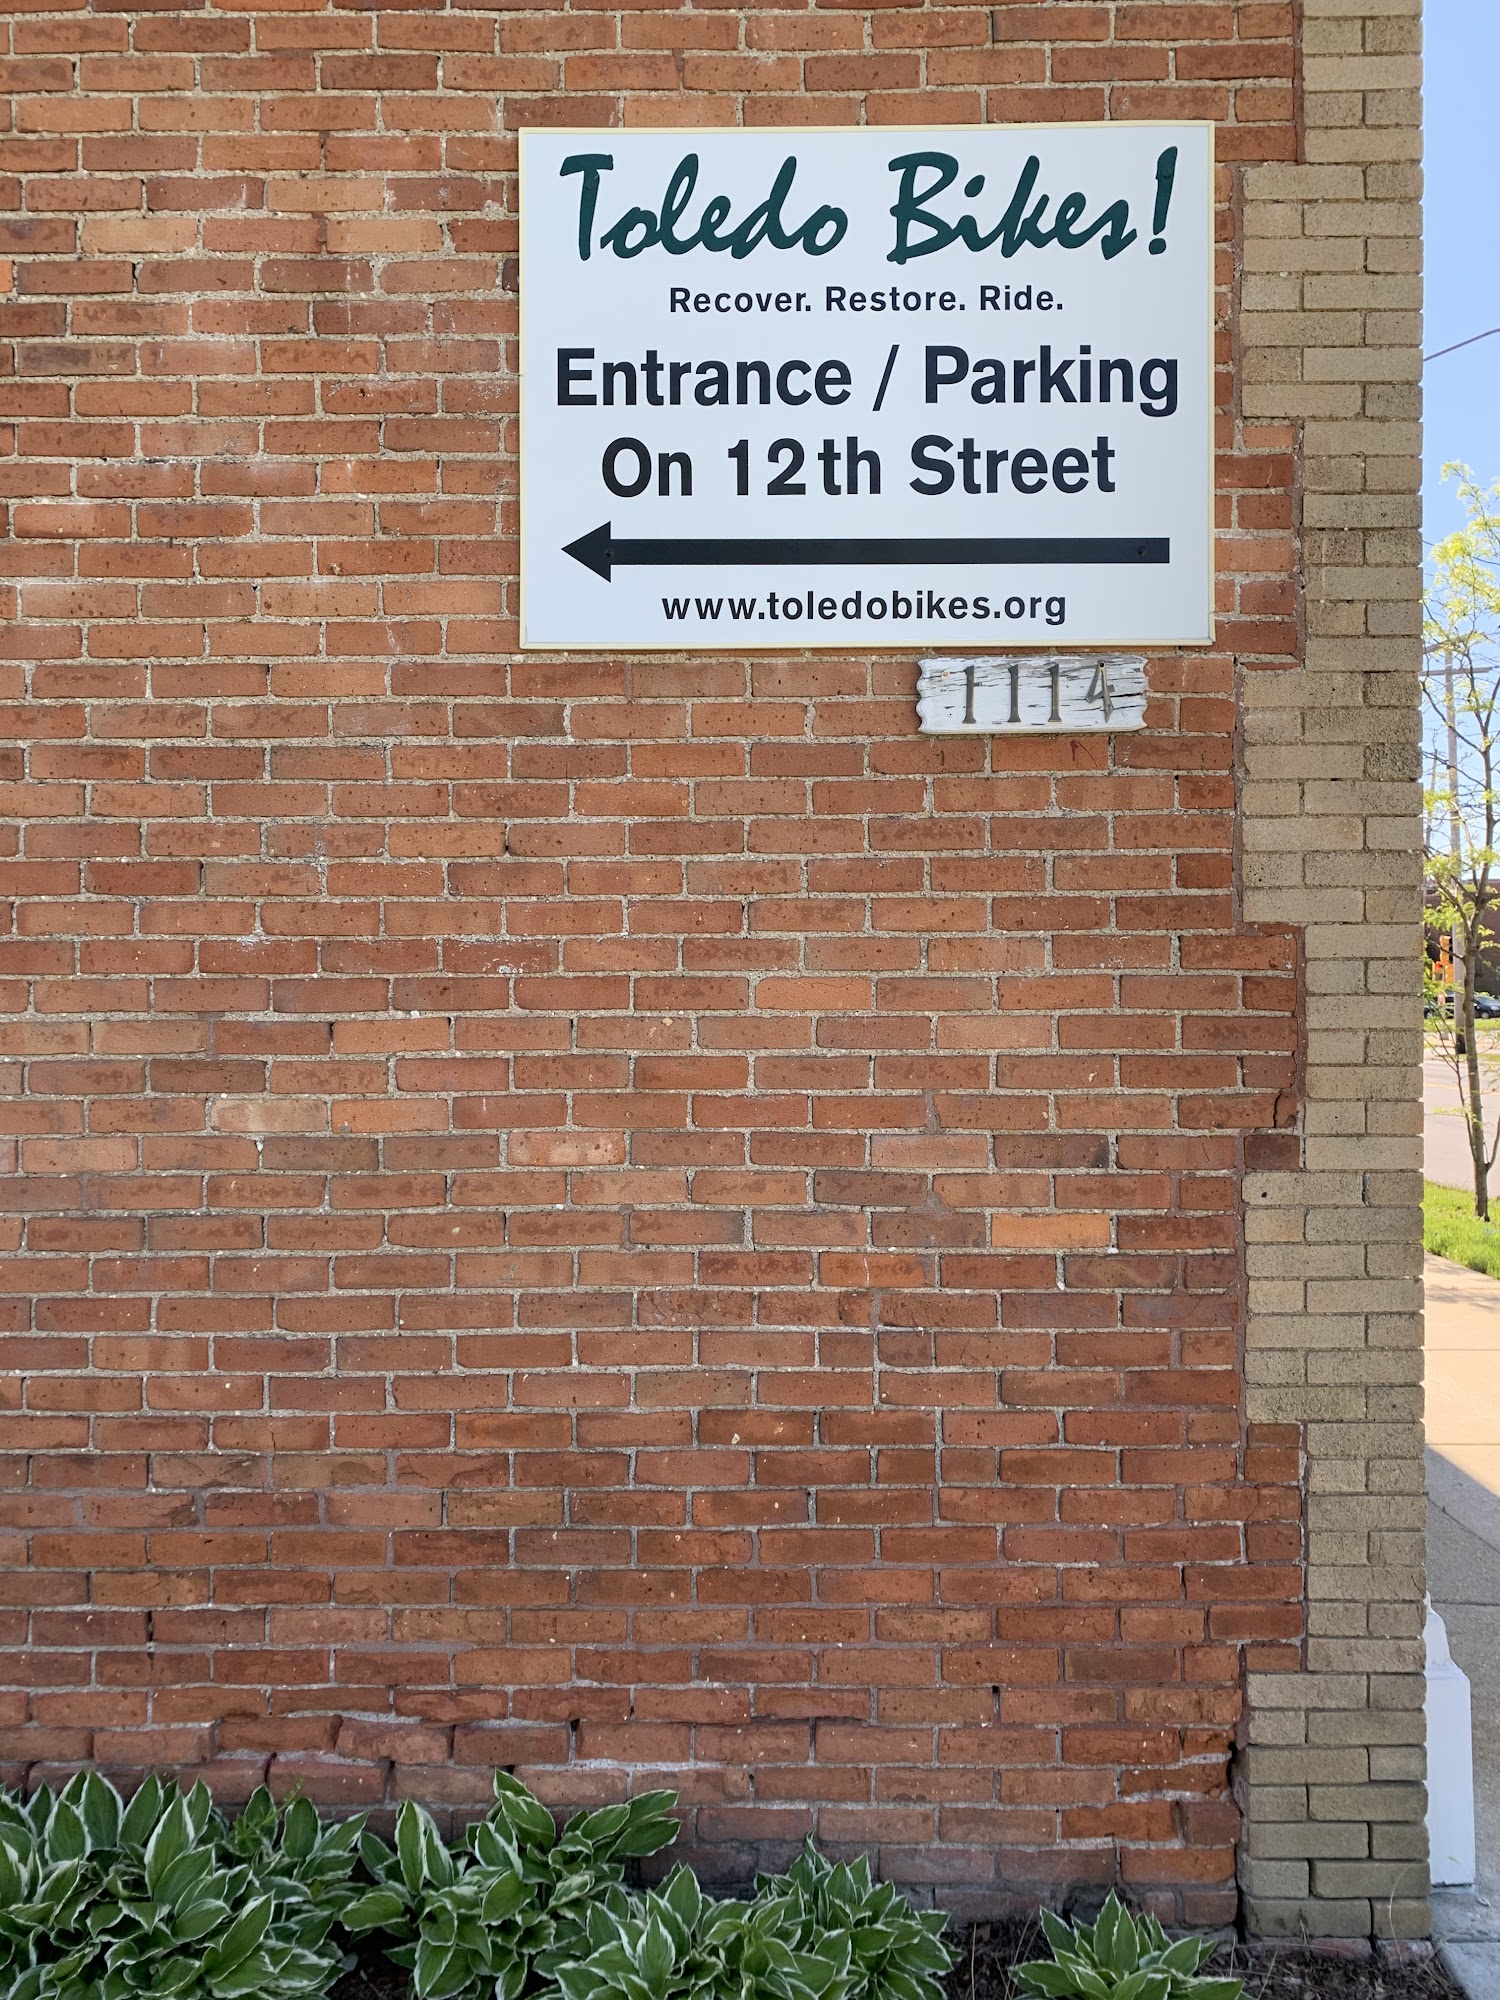 Toledo Bikes!
Recover. Restore. Ride.
Entrance / Parking
On 12th Street
www.toledobikes.org
1114